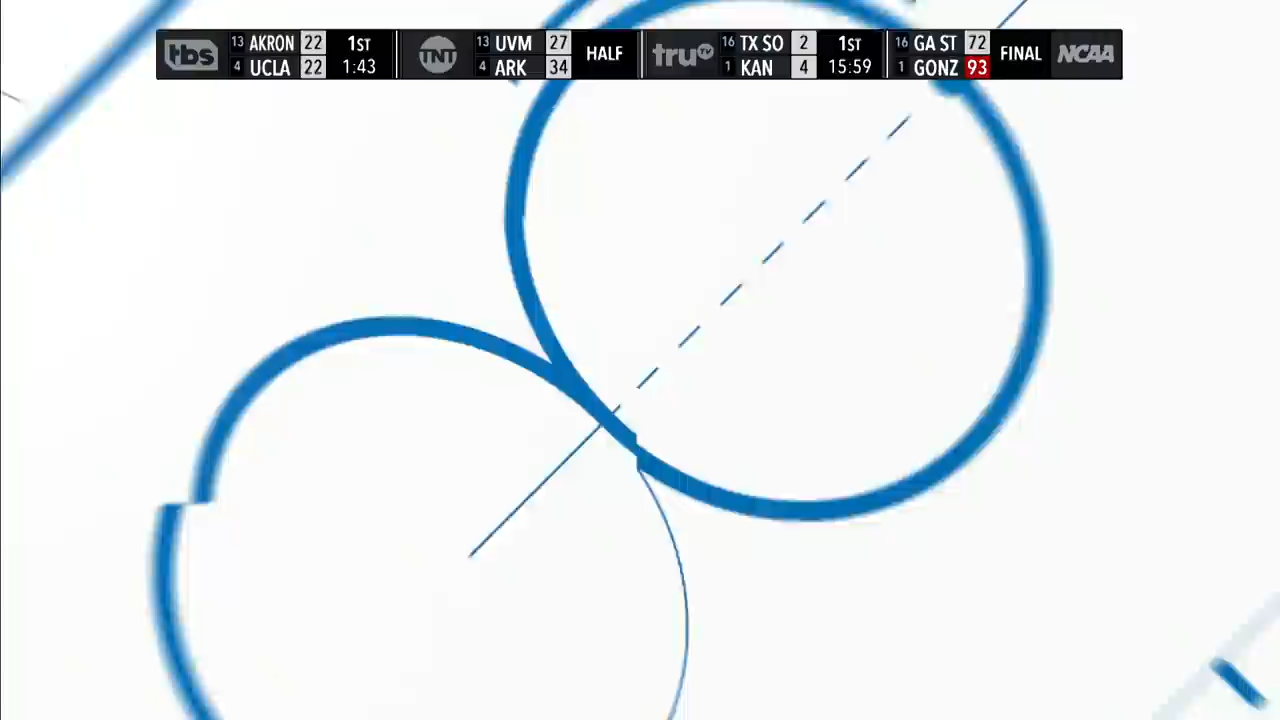 tbs 13 AKRON 22 1ST
4 UCLA 22 1:43
TNT 13 UVM 27 HALF
4 ARK 34
truTV 16 TX SO 2 1ST
1 KAN 4 15:59
16 GA ST 72 FINAL NCAA
1 GONZ 93